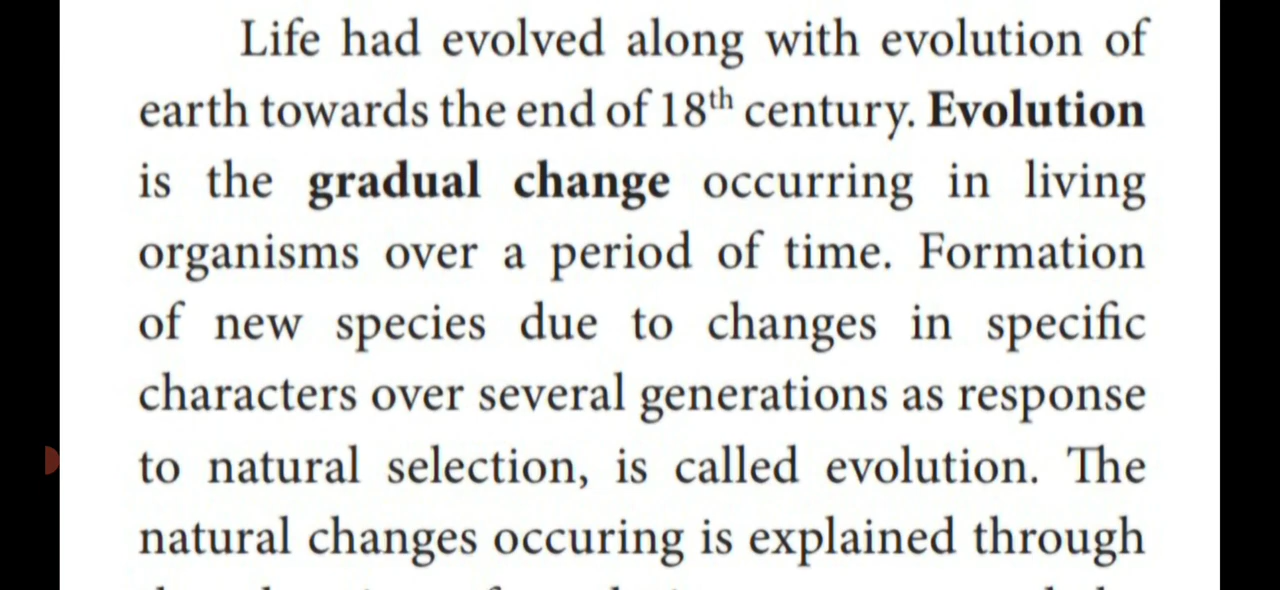 Life had evolved along with evolution of
earth towards the end of 18th century. Evolution
is the gradual change occurring in living
organisms over a period of time. Formation
of new species due to changes in specific
characters over several generations as response
to natural selection, is called evolution. The
natural changes occuring is explained through